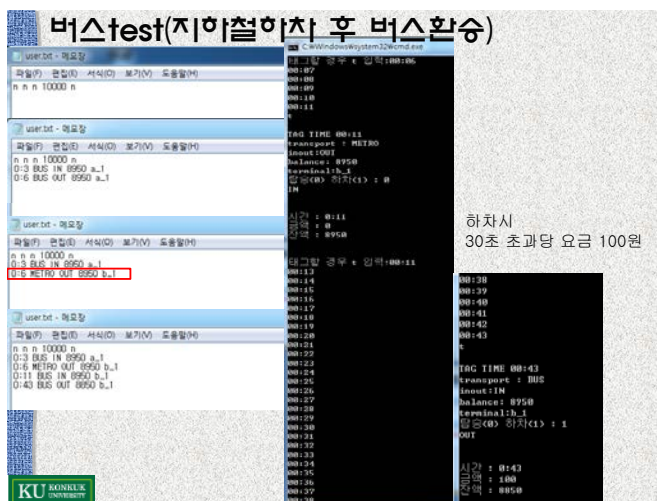 버스test(지하철하차 후 버스환승)
user.txt - 메모장
파일(F) 편집(E) 서식(O) 보기(V) 도움말(H)
n n n 10000 n
user.txt - 메모장
파일(F) 편집(E) 서식(O) 보기(V) 도움말(H)
n n n 10000 n
0:3 BUS IN 8950 a_1
0:6 BUS OUT 8950 a_1
user.txt - 메모장
파일(F) 편집(E) 서식(O) 보기(V) 도움말(H)
n n n 10000 n
0:3 BUS IN 8950 a_1
0:6 METRO OUT 8950 b_1
user.txt - 메모장
파일(F) 편집(E) 서식(O) 보기(V) 도움말(H)
n n n 10000 n
0:3 BUS IN 8950 a_1
0:6 METRO OUT 8950 b_1
0:11 BUS IN 8950 b_1
0:43 BUS OUT 8850 b_1
C:\Windows\system32\cmd.exe
태그할 경우 t 입력:00:06
00:07
00:08
00:09
00:10
00:11
t
TAG TIME 00:11
transport : METRO
inout:OUT
balance: 8950
terminal:b_1
탑승(0) 하차(1) : 0
IN
시간 : 0:11
요금 : 0
잔액 : 8950
태그할 경우 t 입력:00:11
00:13
00:14
00:15
00:16
00:17
00:18
00:19
00:20
00:21
00:22
00:23
00:24
00:25
00:26
00:27
00:28
00:29
00:30
00:31
00:32
00:33
00:34
00:35
00:36
00:37
00:38
하차시
30초 초과당 요금 100원
00:38
00:39
00:40
00:41
00:42
00:43
t
TAG TIME 00:43
transport : BUS
inout:IN
balance: 8950
terminal:b_1
탑승(0) 하차(1) : 1
OUT
시간 : 0:43
요금 : 100
잔액 : 8850
KU KONKUK
UNIVERSITY